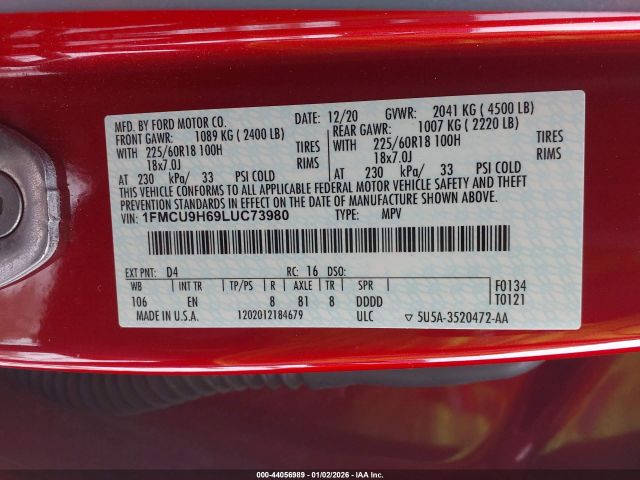 MFD. BY FORD MOTOR CO. DATE: 12/20 GVWR: 2041 KG ( 4500 LB)
FRONT GAWR: 1089 KG ( 2400 LB) REAR GAWR: 1007 KG ( 2220 LB)
WITH 225/60R18 100H TIRES WITH 225/60R18 100H TIRES
18x7.0J RIMS 18x7.0J RIMS
AT 230 kPa/ 33 PSI COLD AT 230 kPa/ 33 PSI COLD
THIS VEHICLE CONFORMS TO ALL APPLICABLE FEDERAL MOTOR VEHICLE SAFETY AND THEFT
PREVENTION STANDARDS IN EFFECT ON THE DATE OF MANUFACTURE SHOWN ABOVE.
VIN: 1FMCU9H69LUC73980 TYPE: MPV
EXT PNT: D4 RC: 16 DSO:
WB INT TR TP/PS R AXLE TR SPR F0134
106 EN 8 81 8 DDDD T0121
MADE IN U.S.A. 1202012184679 ULC ▽ 5U5A-3520472-AA
000-44056989 - 01/02/2026 - IAA Inc.